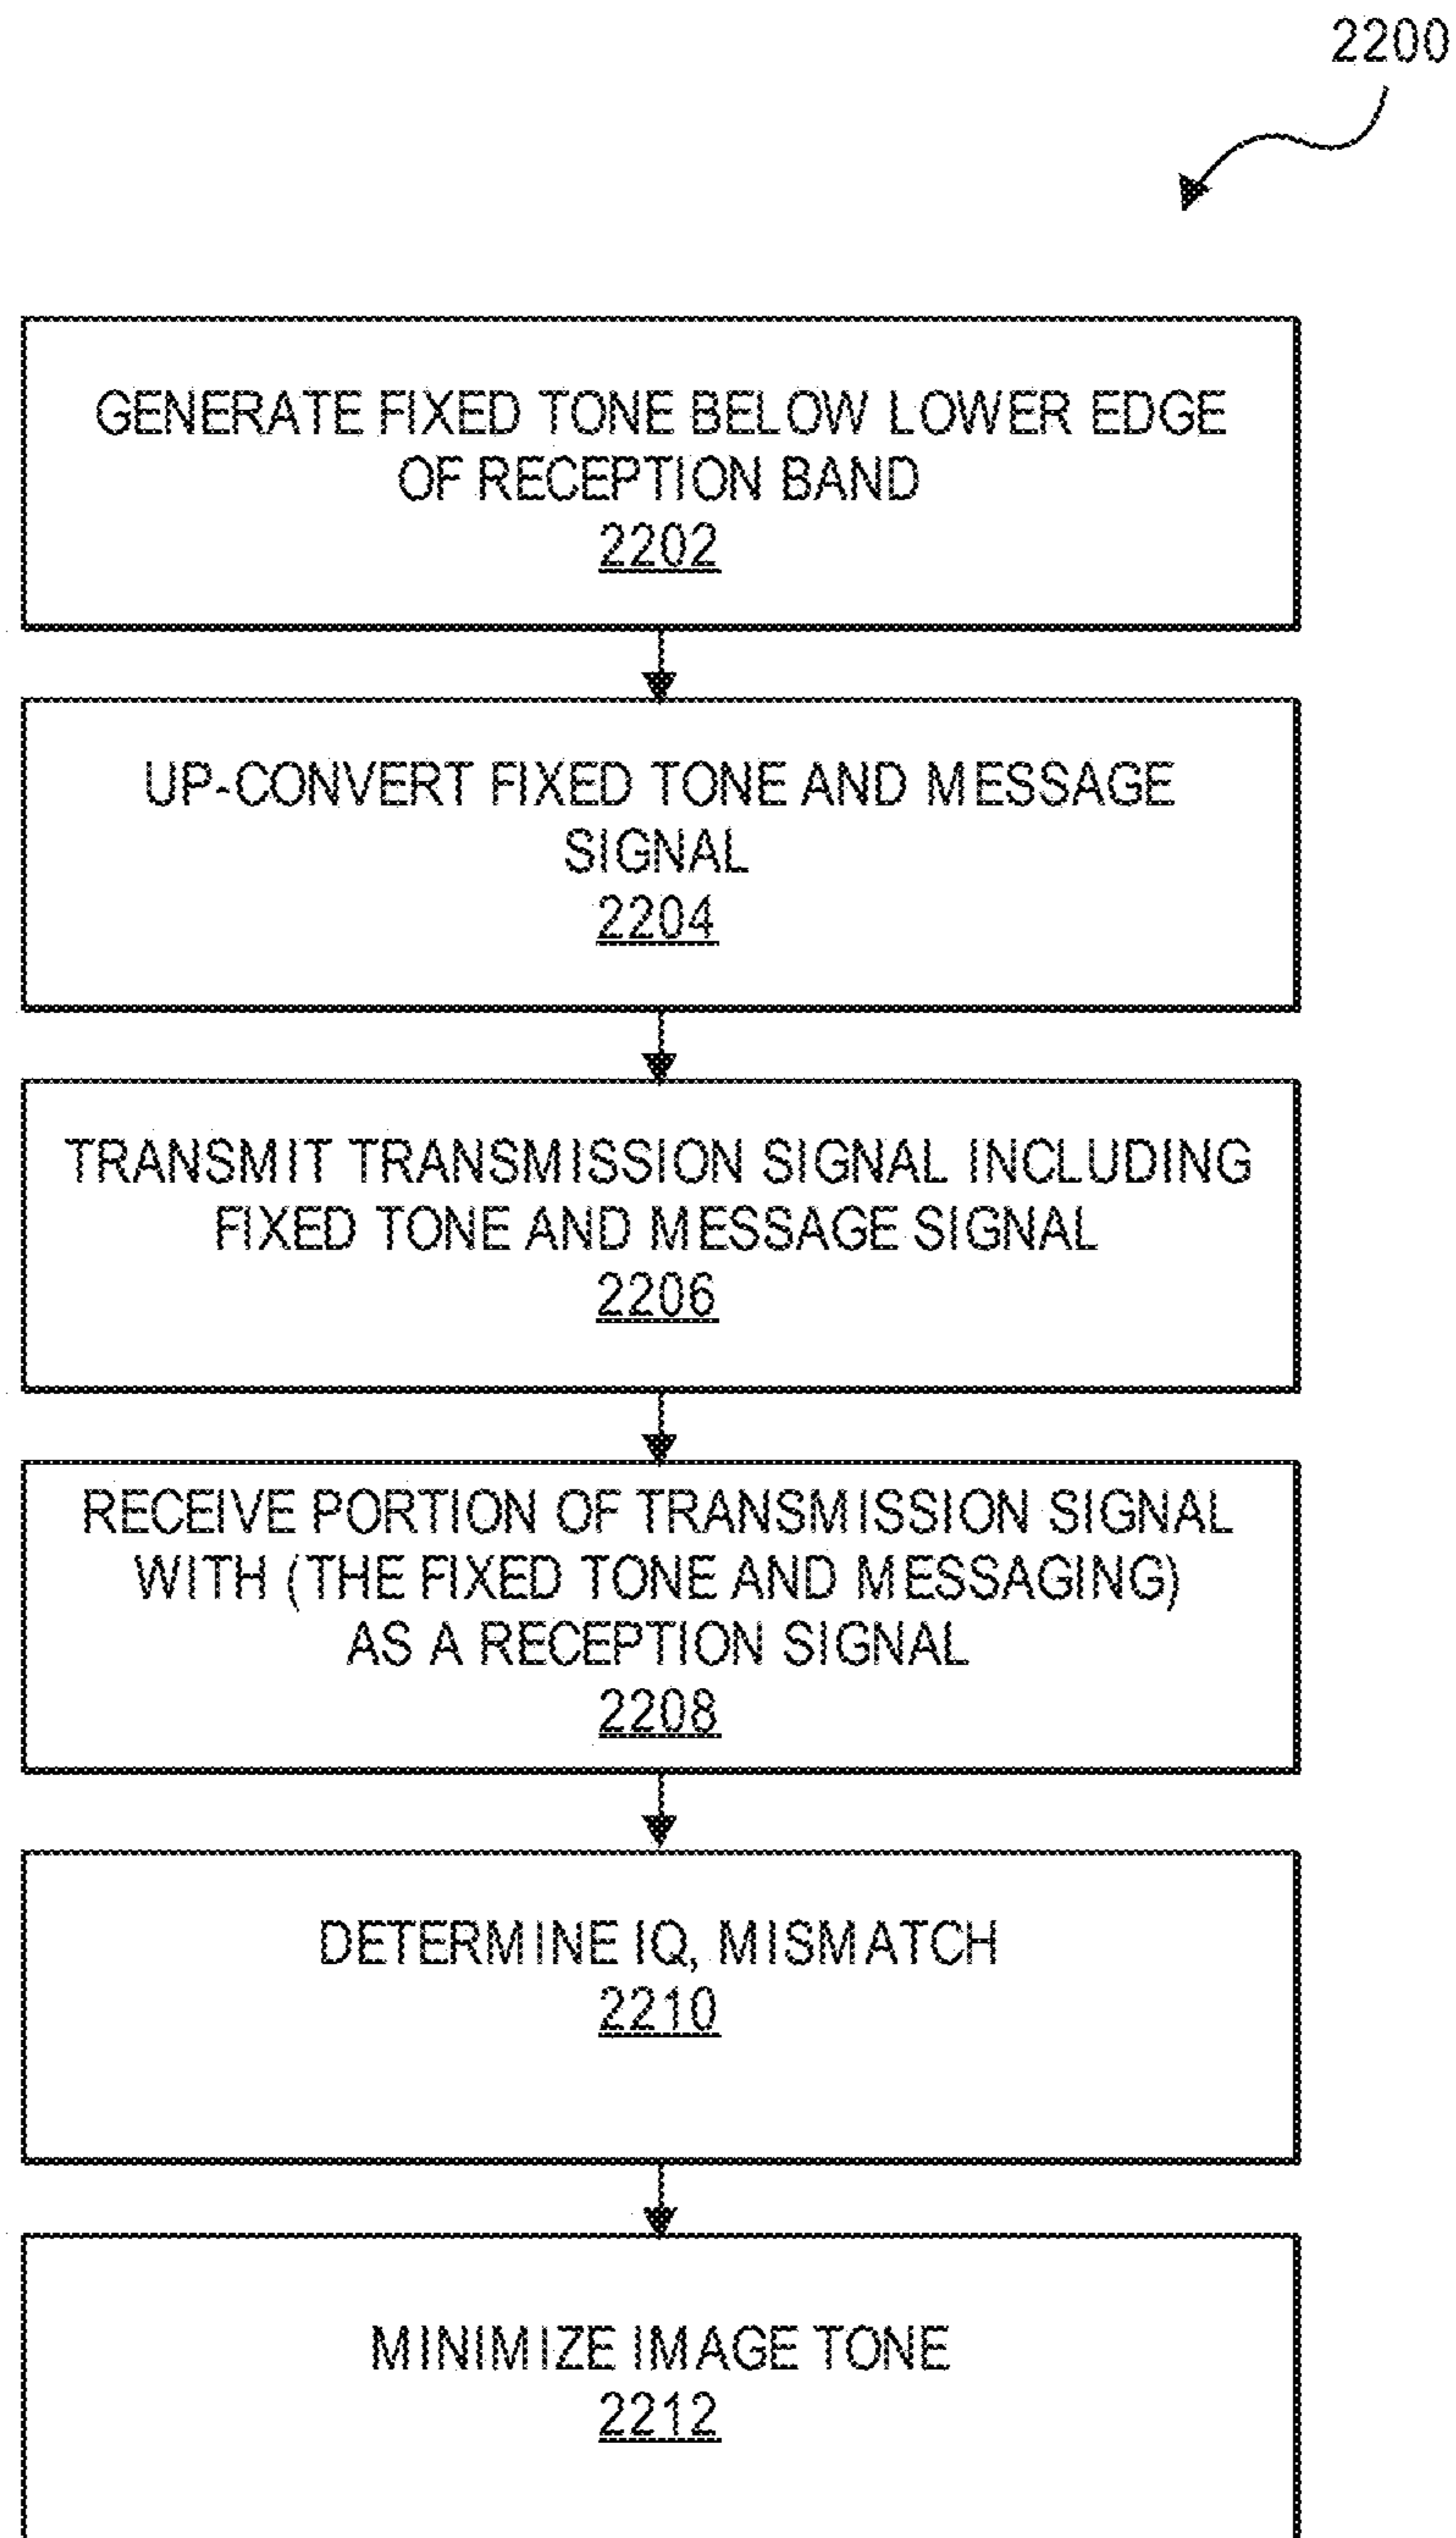 2200
GENERATE FIXED TONE BELOW LOWER EDGE
OF RECEPTION BAND
2202
UP-CONVERT FIXED TONE AND MESSAGE
SIGNAL
2204
TRANSMIT TRANSMISSION SIGNAL INCLUDING
FIXED TONE AND MESSAGE SIGNAL
2206
RECEIVE PORTION OF TRANSMISSION SIGNAL
WITH (THE FIXED TONE AND MESSAGING)
AS A RECEPTION SIGNAL
2208
DETERMINE IQ, MISMATCH
2210
MINIMIZE IMAGE TONE
2212